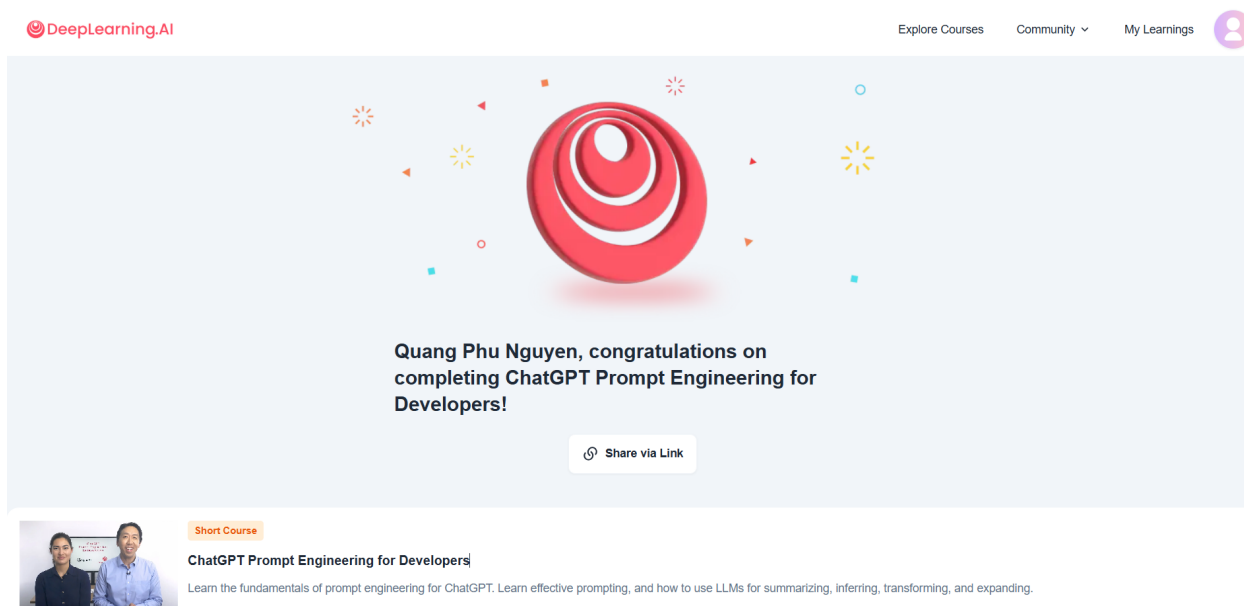 DeepLearning.AI
Explore Courses
Community
My Learnings
Quang Phu Nguyen, congratulations on
completing ChatGPT Prompt Engineering for
Developers!
Share via Link
Short Course
ChatGPT Prompt Engineering for Developers
Learn the fundamentals of prompt engineering for ChatGPT. Learn effective prompting, and how to use LLMs for summarizing, inferring, transforming, and expanding.